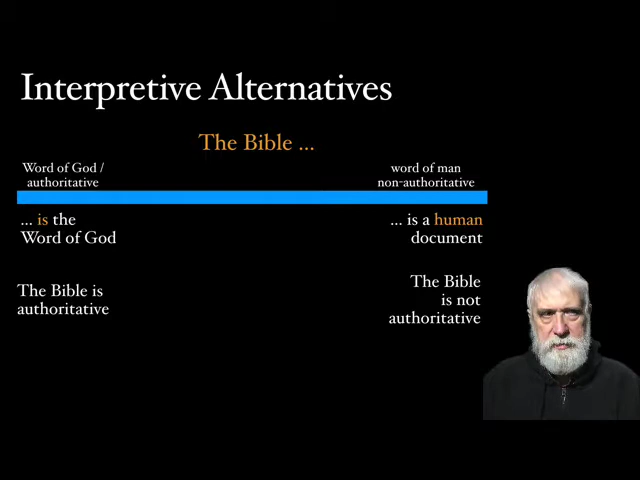 Interpretive Alternatives
The Bible ...
Word of God /
authoritative
word of man
non-authoritative
... is the
Word of God
... is a human
document
The Bible is
authoritative
The Bible
is not
authoritative